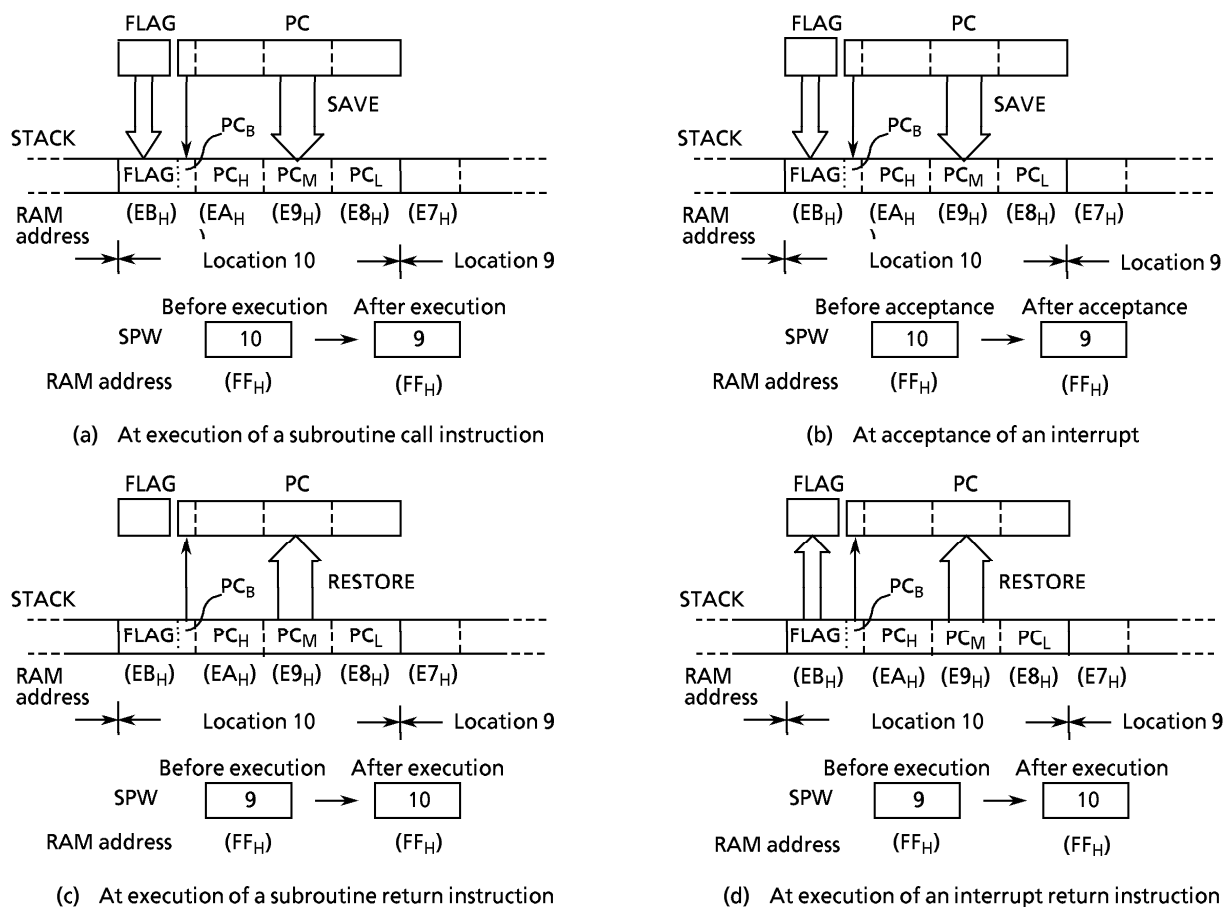 FLAG PC
SAVE
PCB
STACK
FLAG PCH PCM PCL
RAM address (EBH) (EAH (E9H) (E8H) (E7H)
Location 10 Location 9
Before execution After execution
SPW 10 9
RAM address (FFH) (FFH)
(a) At execution of a subroutine call instruction
FLAG PC
SAVE
PCB
STACK
FLAG PCH PCM PCL
RAM address (EBH) (EAH (E9H) (E8H) (E7H)
Location 10 Location 9
Before acceptance After acceptance
SPW 10 9
RAM address (FFH) (FFH)
(b) At acceptance of an interrupt
FLAG PC
RESTORE
PCB
STACK
FLAG PCH PCM PCL
RAM address (EBH) (EAH) (E9H) (E8H) (E7H)
Location 10 Location 9
Before execution After execution
SPW 9 10
RAM address (FFH) (FFH)
(c) At execution of a subroutine return instruction
FLAG PC
RESTORE
PCB
STACK
FLAG PCH PCM PCL
RAM address (EBH) (EAH) (E9H) (E8H) (E7H)
Location 10 Location 9
Before execution After execution
SPW 9 10
RAM address (FFH) (FFH)
(d) At execution of an interrupt return instruction